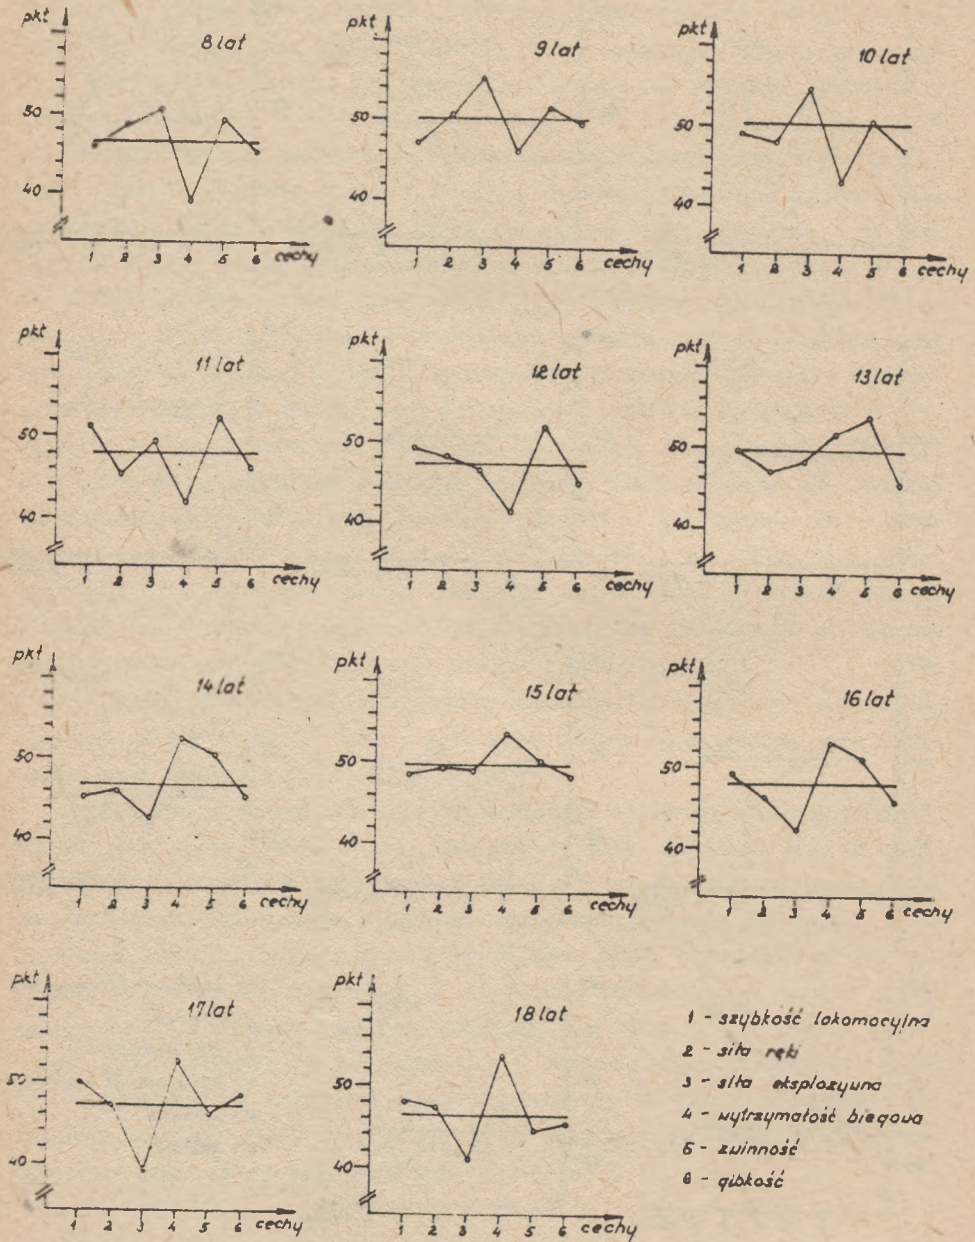 pkt 8 lat
50
40
1 2 3 4 5 6 cechy
pkt 9 lat
50
40
1 2 3 4 5 6 cechy
pkt 10 lat
50
40
1 2 3 4 5 6 cechy
pkt 11 lat
50
40
1 2 3 4 5 6 cechy
pkt 12 lat
50
40
1 2 3 4 5 6 cechy
pkt 13 lat
50
40
1 2 3 4 5 6 cechy
pkt 14 lat
50
40
1 2 3 4 5 6 cechy
pkt 15 lat
50
40
1 2 3 4 5 6 cechy
pkt 16 lat
50
40
1 2 3 4 5 6 cechy
pkt 17 lat
50
40
1 2 3 4 5 6 cechy
pkt 18 lat
50
40
1 2 3 4 5 6 cechy
1 - szybkość lokomocyjna
2 - siła ręki
3 - siła eksplozywna
4 - wytrzymałość biegowa
5 - zwinność
6 - gibkość